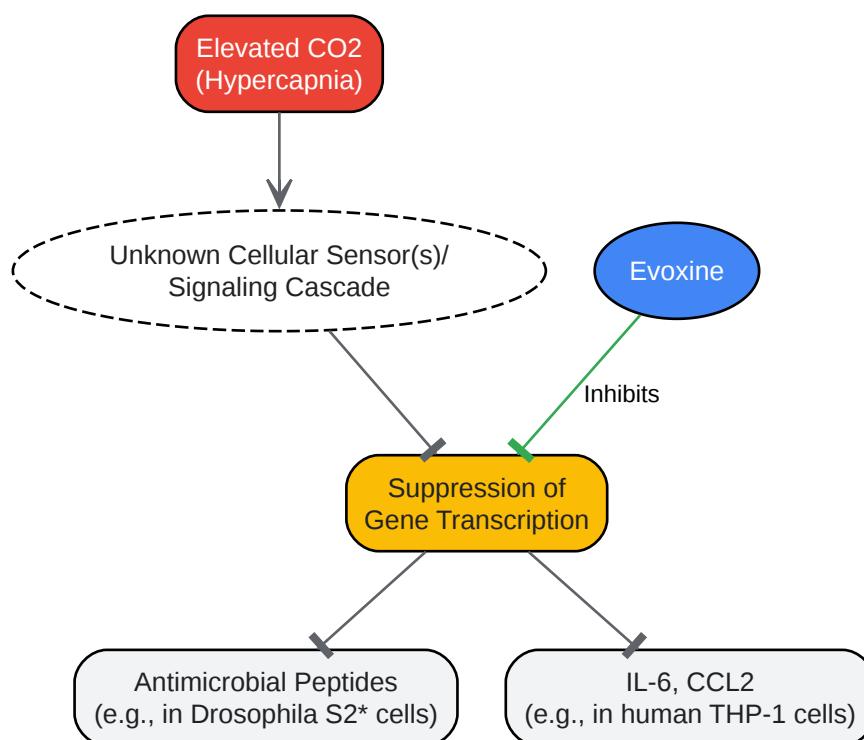 Elevated CO2
(Hypercapnia)
Unknown Cellular Sensor(s)/
Signaling Cascade
Evoxine
Inhibits
Suppression of
Gene Transcription
Antimicrobial Peptides
(e.g., in Drosophila S2* cells)
IL-6, CCL2
(e.g., in human THP-1 cells)